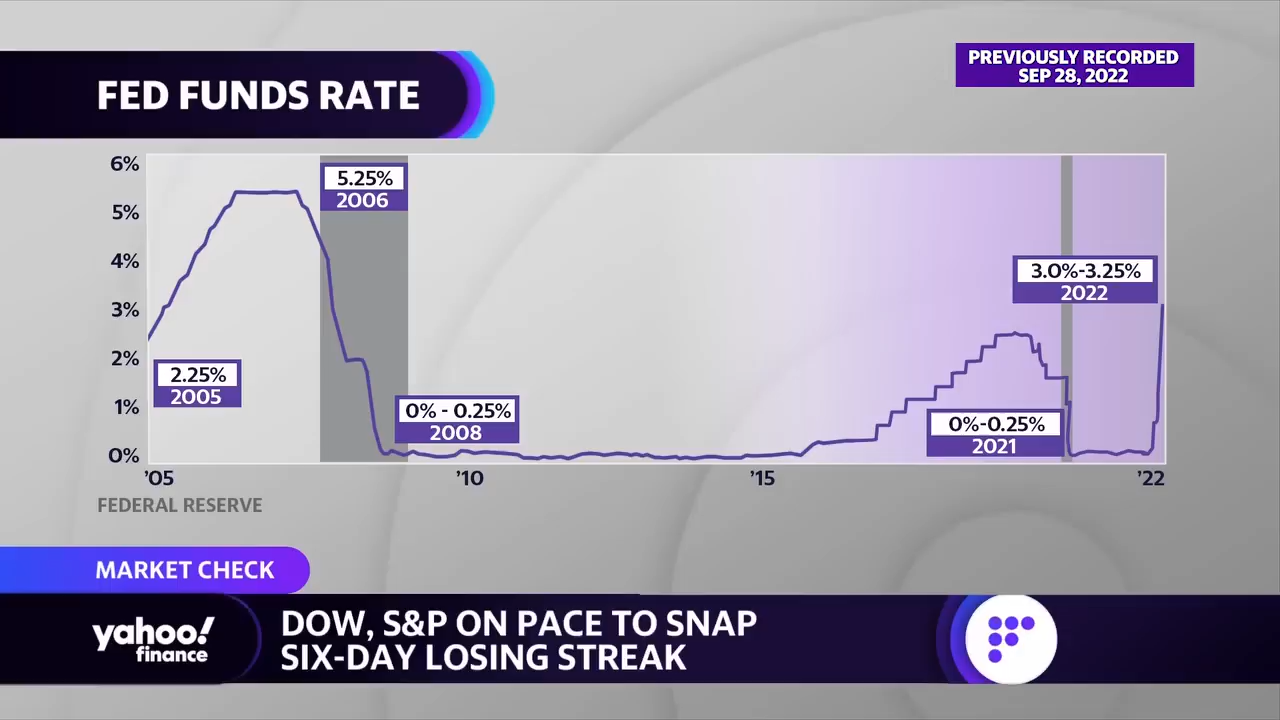 FED FUNDS RATE
PREVIOUSLY RECORDED
SEP 28, 2022
6%
5%
4%
3%
2%
1%
0%
5.25%
2006
3.0%-3.25%
2022
2.25%
2005
0% - 0.25%
2008
0%-0.25%
2021
'05
'10
'15
'22
FEDERAL RESERVE
MARKET CHECK
yahoo!
finance
DOW, S&P ON PACE TO SNAP
SIX-DAY LOSING STREAK